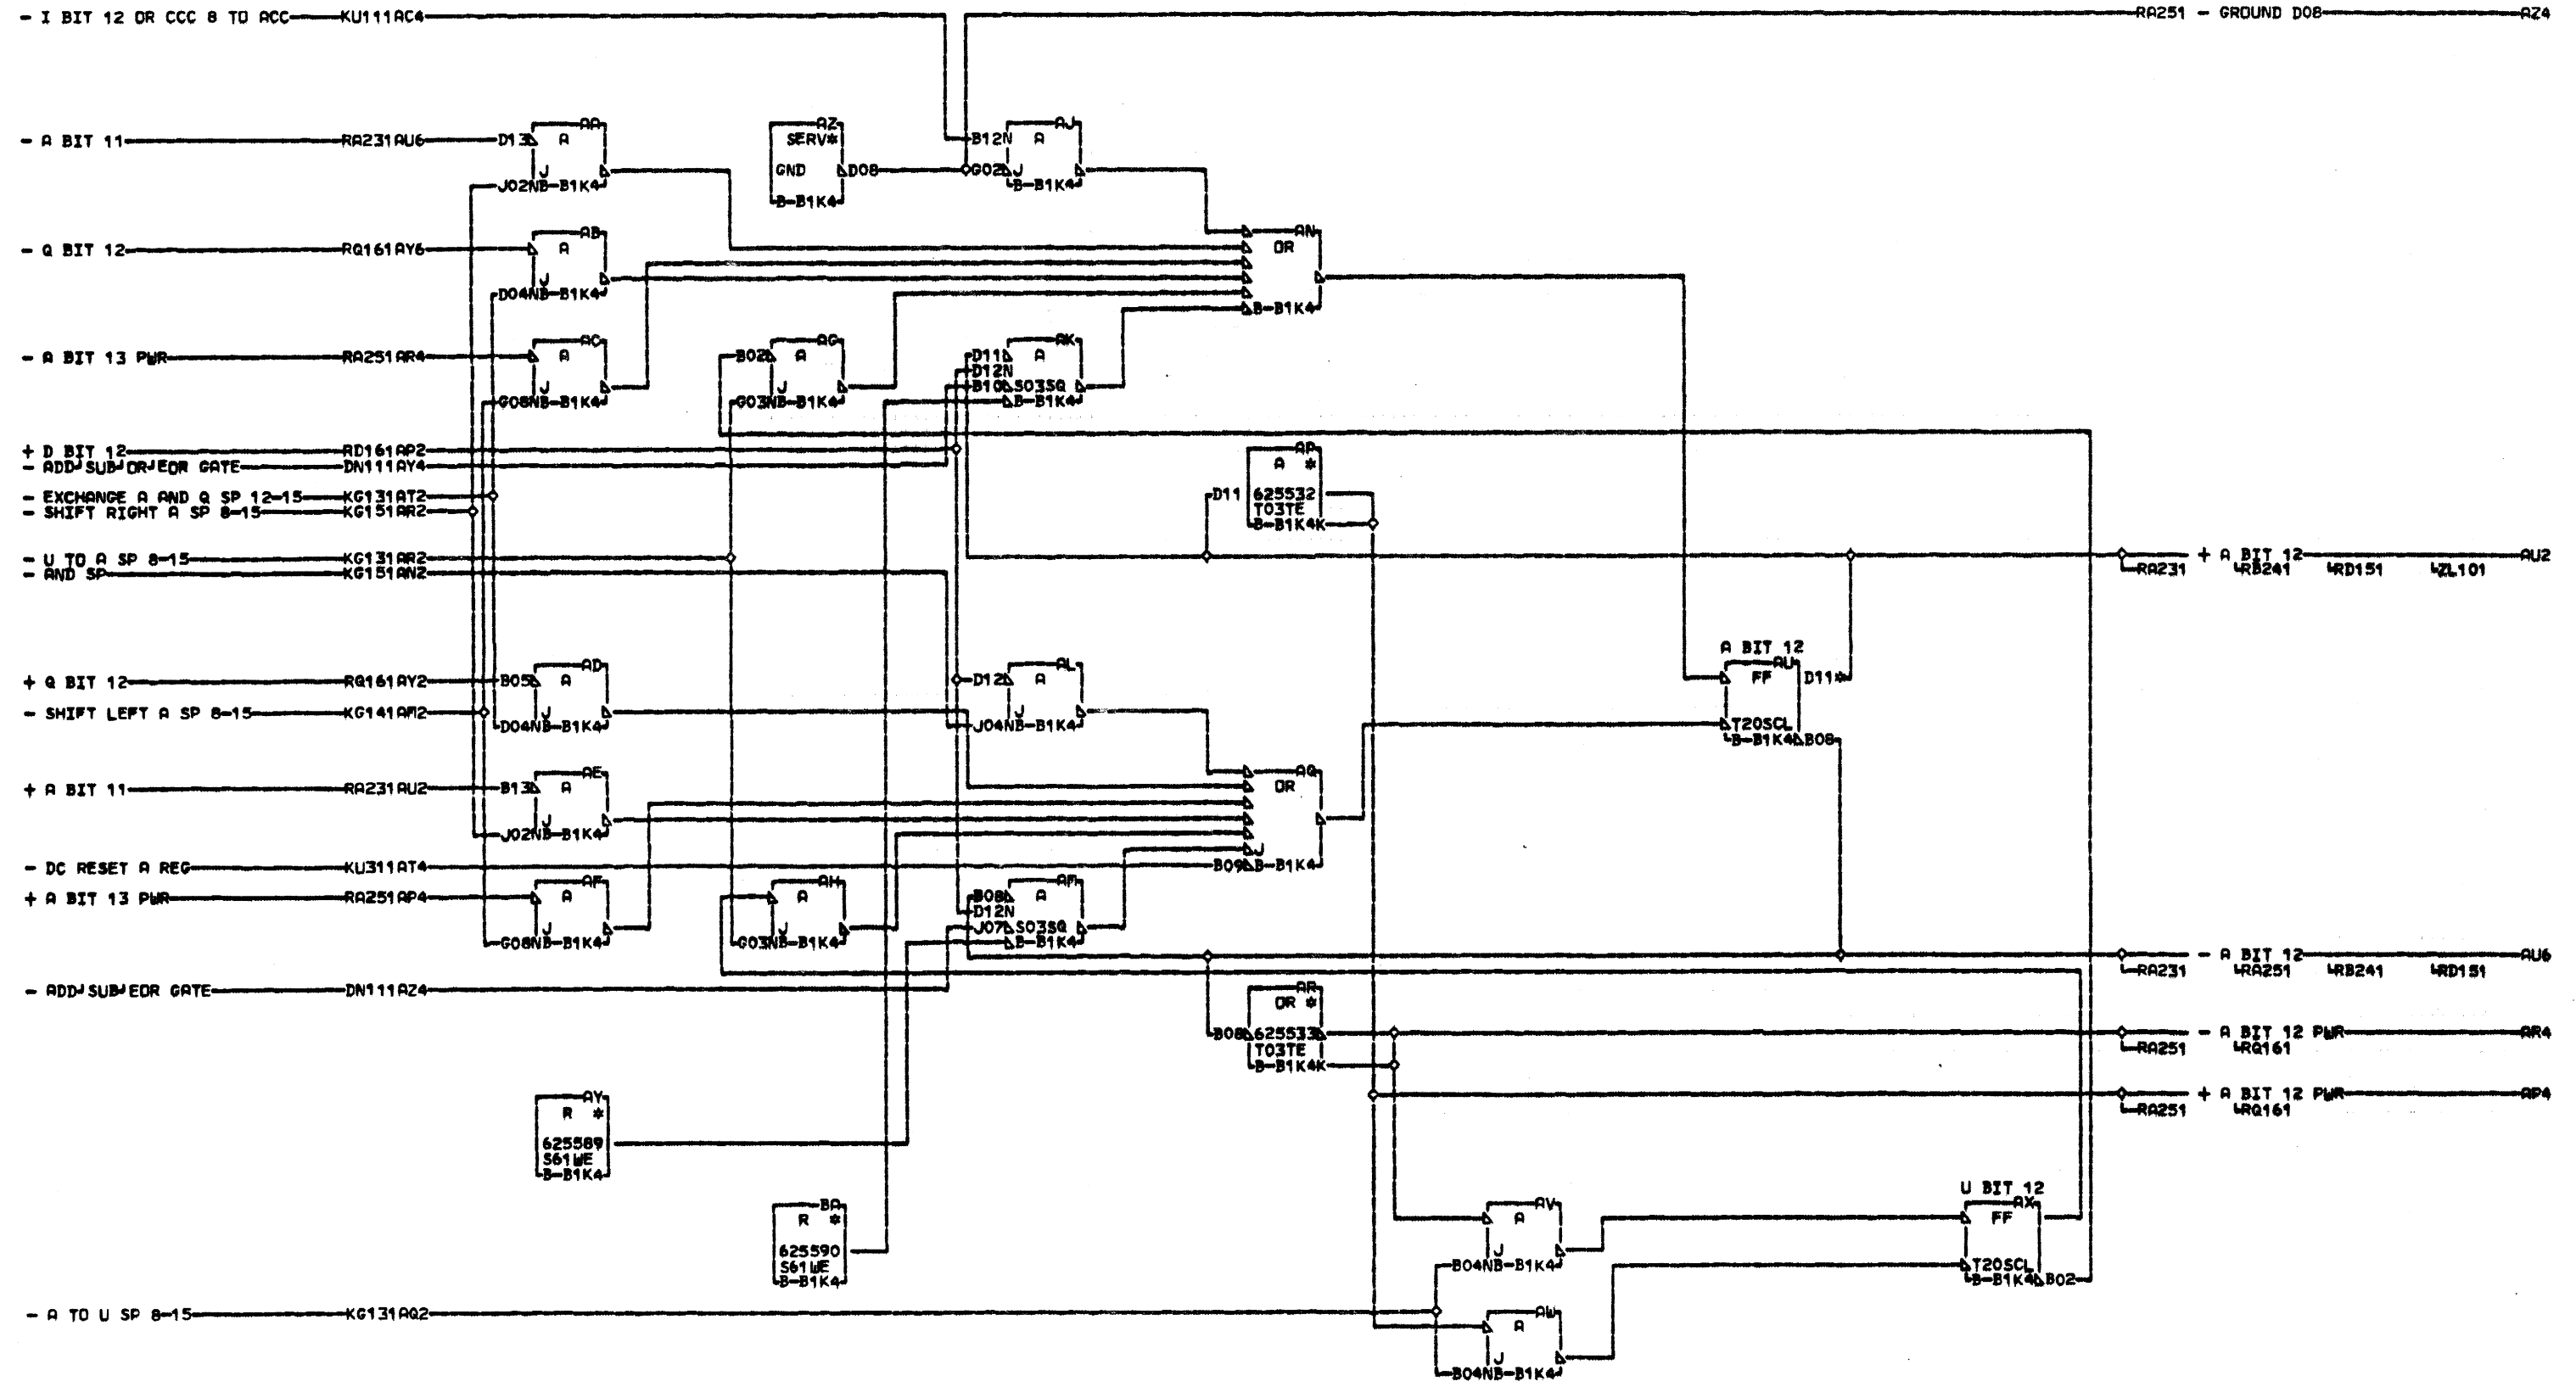 - I BIT 12 OR CCC 8 TO ACC KU111AC4 RA251 - GROUND D08 AZ4
AA AZ AJ
- A BIT 11 RA231AU6 D13 A SERV* B12N A
J GND D08 G02 J
J02NB-B1K4 B-B1K4 B-B1K4
AB AN
- Q BIT 12 RQ161AY6 A OR
J
D04NB-B1K4 B-B1K4
AC AG AK
- A BIT 13 PWR RA251AR4 A B02 A D11 A
D12N
J J B10 S03SQ
G08NB-B1K4 G03NB-B1K4 B-B1K4
+ D BIT 12 RD161AP2 AP
- ADD SUB OR EOR GATE DN111AY4 A *
- EXCHANGE A AND Q SP 12-15 KG131AT2 D11 625532
- SHIFT RIGHT A SP 8-15 KG151AR2 T03TE
B-B1K4K
- U TO A SP 8-15 KG131AR2 + A BIT 12 AU2
- AND SP KG151AN2 RA231 RB241 RD151 ZL101
A BIT 12
AD AL AU
+ Q BIT 12 RQ161AY2 B05 A D12 A FF D11*
- SHIFT LEFT A SP 8-15 KG141AM2 J J
D04NB-B1K4 J04NB-B1K4 T20SCL
B-B1K4 B08
AE AQ
+ A BIT 11 RA231AU2 B13 A OR
J
J02NB-B1K4 J
- DC RESET A REG KU311AT4 B09 B-B1K4
AF AH AM
+ A BIT 13 PWR RA251AP4 A A B08 A
D12N
J J J07 S03SQ
G08NB-B1K4 G03NB-B1K4 B-B1K4
- A BIT 12 AU6
RA231 RA251 RB241 RD151
- ADD SUB EOR GATE DN111AZ4 AR
OR *
B08 625533 - A BIT 12 PWR AR4
T03TE RA251 RQ161
B-B1K4K
AY + A BIT 12 PWR AP4
R * RA251 RQ161
625589
S61WE
B-B1K4
U BIT 12
BA AV AX
R * A FF
625590 J
S61WE B04NB-B1K4 T20SCL
B-B1K4 B-B1K4 B02
- A TO U SP 8-15 KG131AQ2 AW
A
J
B04NB-B1K4